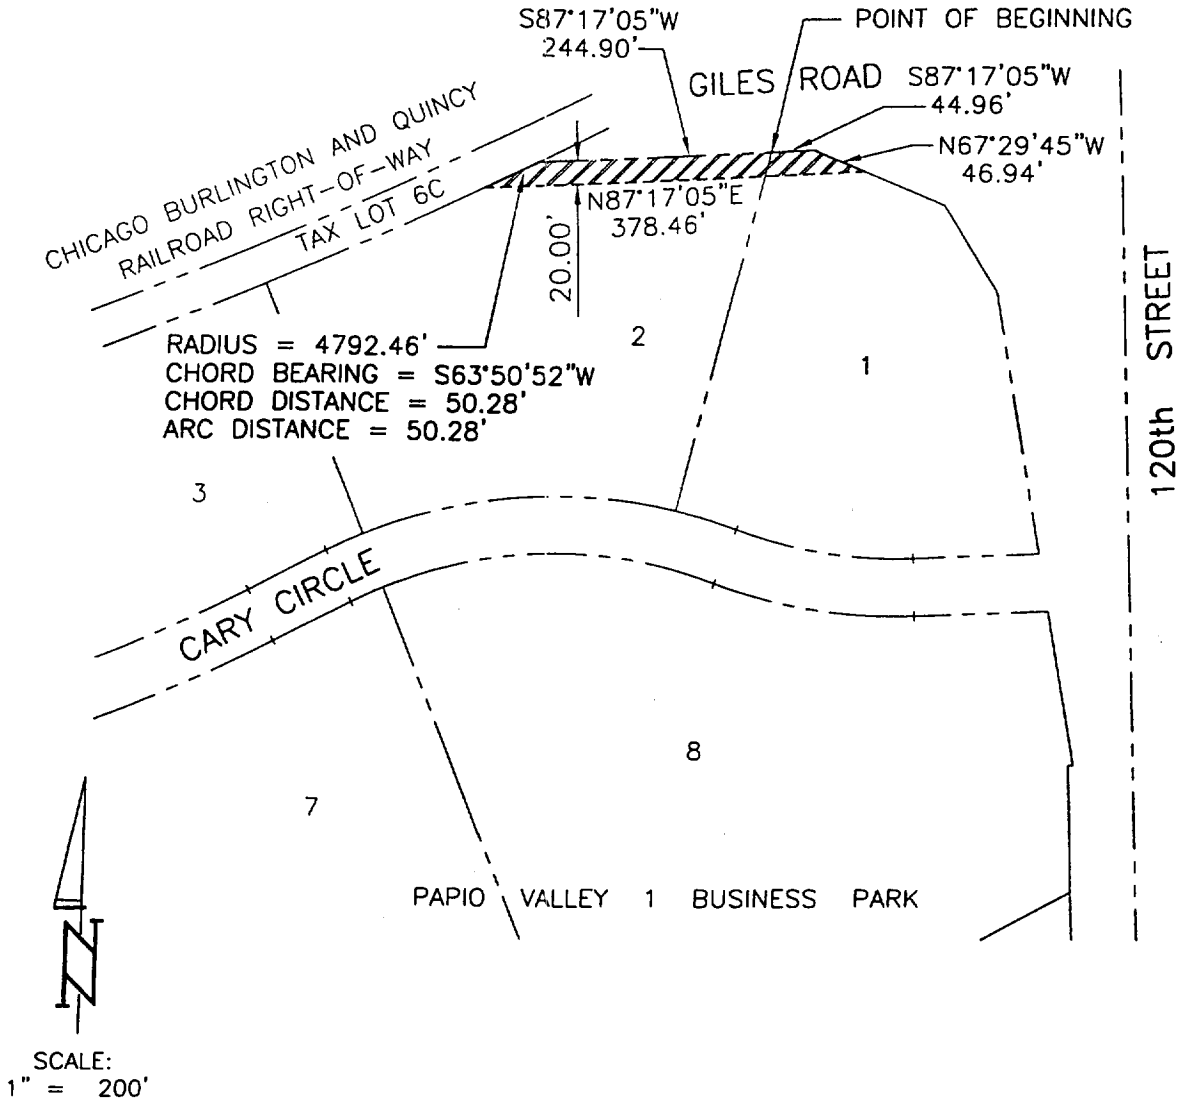 S87°17'05"W
244.90'
POINT OF BEGINNING
GILES ROAD
S87°17'05"W
44.96'
N67°29'45"W
46.94'
CHICAGO BURLINGTON AND QUINCY
RAILROAD RIGHT-OF-WAY
TAX LOT 6C
N87°17'05"E
378.46'
20.00'
120th STREET
RADIUS = 4792.46'
CHORD BEARING = S63°50'52"W
CHORD DISTANCE = 50.28'
ARC DISTANCE = 50.28'
2
1
3
CARY CIRCLE
8
7
PAPIO VALLEY 1 BUSINESS PARK
N
SCALE:
1" = 200'